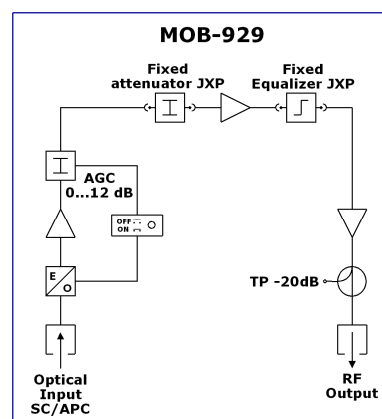 MOB-929
Fixed
attenuator JXP
Fixed
Equalizer JXP
AGC
0...12 dB
OFF
ON
E
O
TP -20dB
Optical
Input
SC/APC
RF
Output